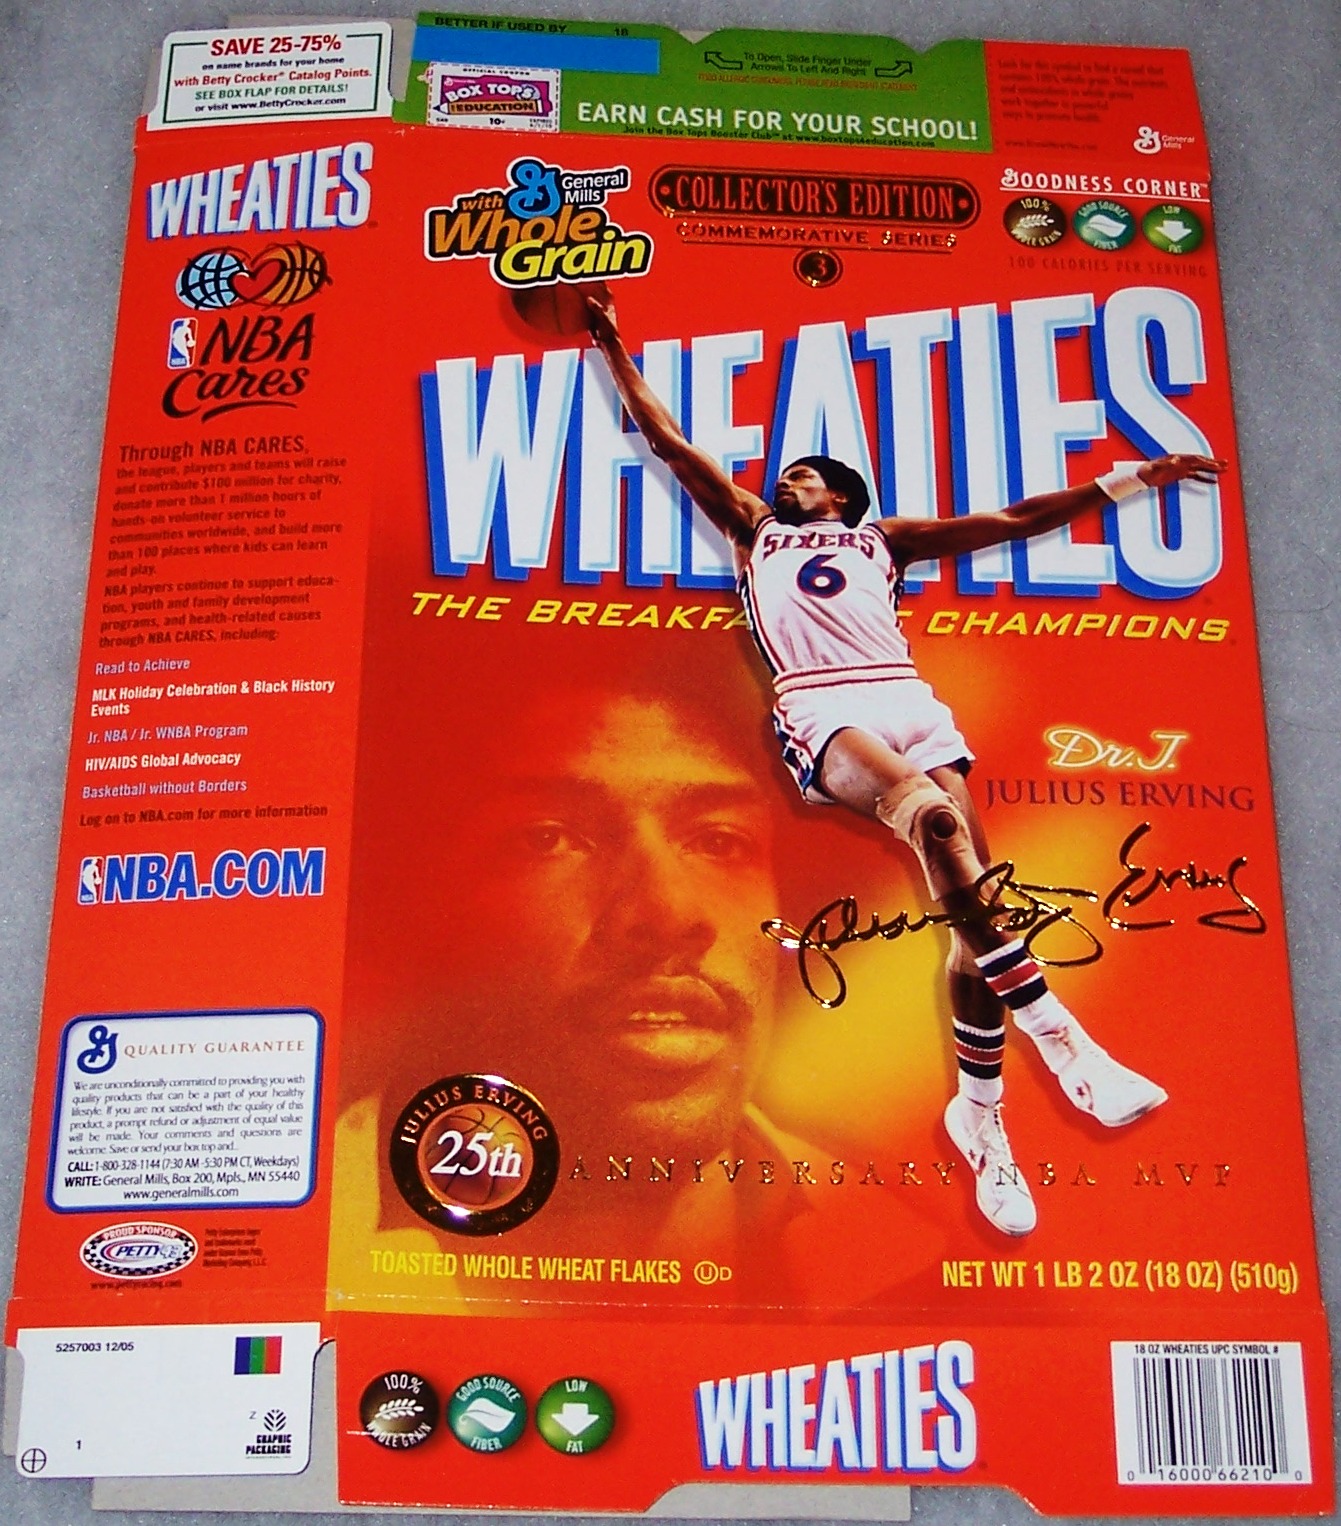 SAVE 25-75%
on name brands for your home
with Betty Crocker® Catalog Points.
SEE BOX FLAP FOR DETAILS!
or visit www.BettyCrocker.com
BETTER IF USED BY 18
OFFICIAL COUPON
BOX TOPS
EDUCATION
10¢
To Open, Slide Finger Under
Arrows To Left And Right
EARN CASH FOR YOUR SCHOOL!
Join the Box Tops Booster Club℠ at www.boxtops4education.com
General
Mills
WHEATIES
NBA
NBA
Cares
Through NBA CARES,
the league, players and teams will raise
and contribute $100 million for charity,
donate more than 1 million hours of
hands-on volunteer service to
communities worldwide, and build more
than 100 places where kids can learn
and play.
NBA players continue to support educa-
tion, youth and family development
programs, and health-related causes
through NBA CARES, including:
Read to Achieve
MLK Holiday Celebration & Black History
Events
Jr. NBA / Jr. WNBA Program
HIV/AIDS Global Advocacy
Basketball without Borders
Log on to NBA.com for more information
NBA.COM
QUALITY GUARANTEE
We are unconditionally committed to providing you with
quality products that can be a part of your healthy
lifestyle. If you are not satisfied with the quality of this
product, a prompt refund or adjustment of equal value
will be made. Your comments and questions are
welcome. Save or send your box top and...
CALL: 1-800-328-1144 (7:30 AM -5:30 PM CT, Weekdays)
WRITE: General Mills, Box 200, Mpls., MN 55440
www.generalmills.com
PROUD SPONSOR
PETTY
www.pettyracing.com
General
Mills
with
Whole
Grain
COLLECTOR'S EDITION
COMMEMORATIVE SERIES
3
GOODNESS CORNER™
100% WHOLE GRAIN
GOOD SOURCE FIBER
LOW FAT
100 CALORIES PER SERVING
WHEATIES
SIXERS
6
THE BREAKFA CHAMPIONS
Dr. J.
JULIUS ERVING
JULIUS ERVING
25th
ANNIVERSARY NBA MVP
TOASTED WHOLE WHEAT FLAKES Ⓤ D
NET WT 1 LB 2 OZ (18 OZ) (510g)
5257003 12/05
Z
GRAPHIC
PACKAGING
1
100% WHOLE GRAIN
GOOD SOURCE FIBER
LOW FAT
WHEATIES
18 OZ WHEATIES UPC SYMBOL #
0 16000 66210 0